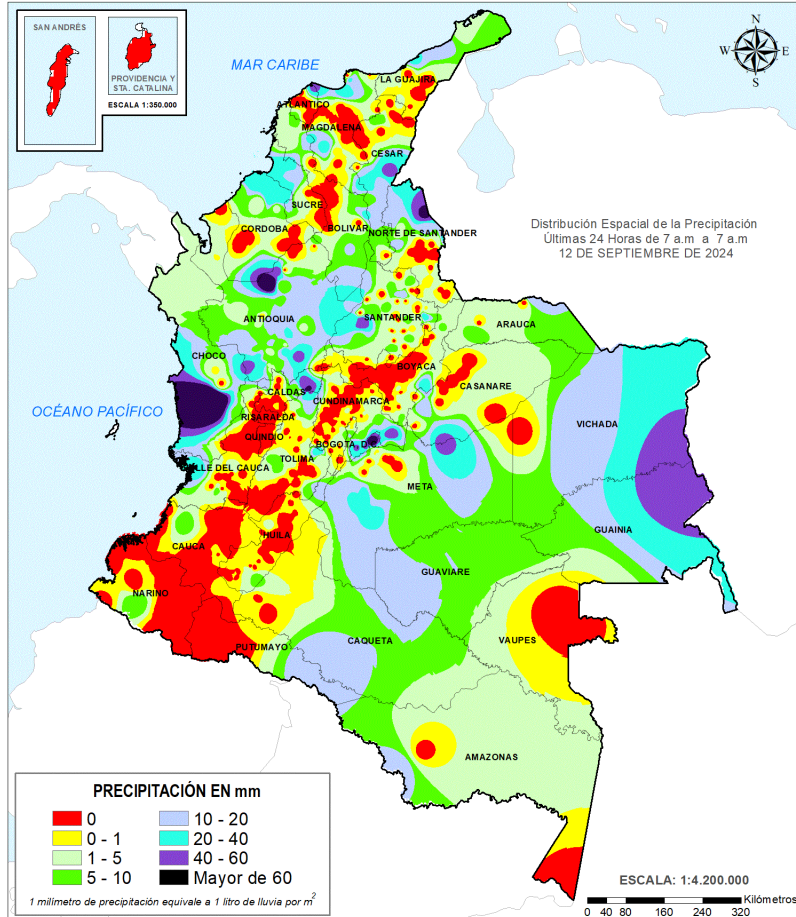 SAN ANDRÉS
PROVIDENCIA Y
STA. CATALINA
ESCALA 1:350.000
MAR CARIBE
N
W E
S
LA GUAJIRA
ATLANTICO
MAGDALENA
CESAR
SUCRE
CORDOBA
BOLIVAR
NORTE DE SANTANDER
Distribución Espacial de la Precipitación
Últimas 24 Horas de 7 a.m a 7 a.m
12 DE SEPTIEMBRE DE 2024
ANTIOQUIA
SANTANDER
ARAUCA
CHOCO
BOYACA
CASANARE
CALDAS
CUNDINAMARCA
OCÉANO PACÍFICO
RISARALDA
VICHADA
QUINDIO
BOGOTA, D.C.
TOLIMA
VALLE DEL CAUCA
META
GUAINIA
HUILA
CAUCA
GUAVIARE
NARIÑO
CAQUETA
VAUPES
PUTUMAYO
AMAZONAS
PRECIPITACIÓN EN mm
0
0 - 1
1 - 5
5 - 10
10 - 20
20 - 40
40 - 60
Mayor de 60
1 milímetro de precipitación equivale a 1 litro de lluvia por m²
ESCALA: 1:4.200.000
Kilómetros
0 40 80 160 240 320